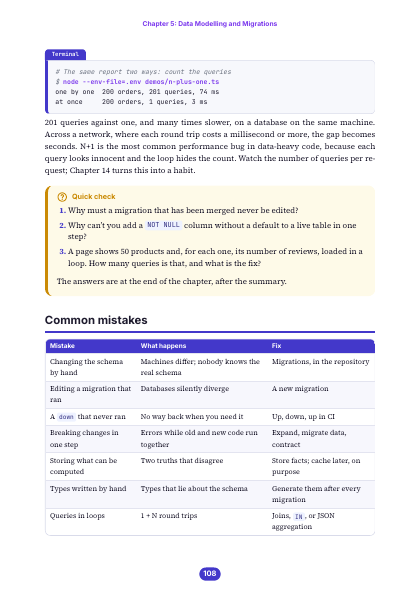 Chapter 5: Data Modelling and Migrations
Terminal
# The same report two ways: count the queries
$ node --env-file=.env demos/n-plus-one.ts
one by one  200 orders, 201 queries, 74 ms
at once     200 orders, 1 queries, 3 ms
201 queries against one, and many times slower, on a database on the same machine.
Across a network, where each round trip costs a millisecond or more, the gap becomes
seconds. N+1 is the most common performance bug in data-heavy code, because each
query looks innocent and the loop hides the count. Watch the number of queries per re-
quest; Chapter 14 turns this into a habit.
Quick check
1. Why must a migration that has been merged never be edited?
2. Why can't you add a NOT NULL column without a default to a live table in one
step?
3. A page shows 50 products and, for each one, its number of reviews, loaded in a
loop. How many queries is that, and what is the fix?
The answers are at the end of the chapter, after the summary.
Common mistakes
Mistake What happens Fix
Changing the schema Machines differ; nobody knows the Migrations, in the repository
by hand real schema
Editing a migration that Databases silently diverge A new migration
ran
A down that never ran No way back when you need it Up, down, up in CI
Breaking changes in Errors while old and new code run Expand, migrate data,
one step together contract
Storing what can be Two truths that disagree Store facts; cache later, on
computed purpose
Types written by hand Types that lie about the schema Generate them after every
migration
Queries in loops 1 + N round trips Joins, IN, or JSON
aggregation
108